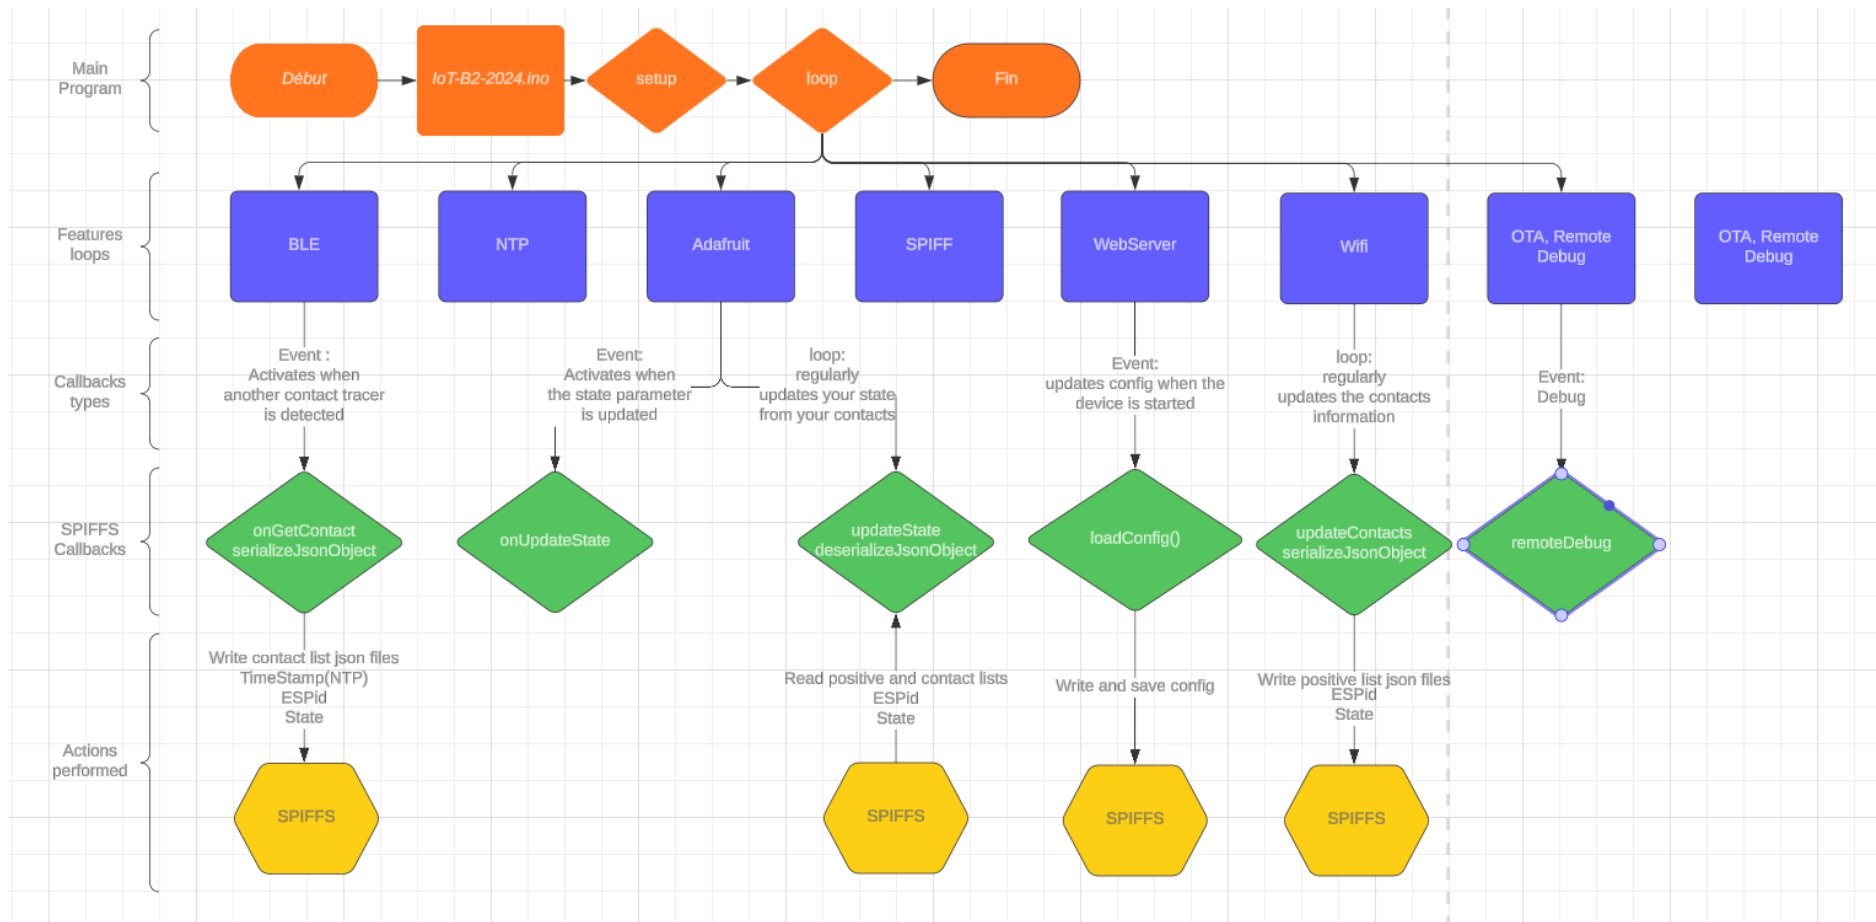 Main
Program
Début
IoT-B2-2024.ino
setup
loop
Fin
Features
loops
BLE
NTP
Adafruit
SPIFF
WebServer
Wifi
OTA, Remote
Debug
OTA, Remote
Debug
Callbacks
types
Event :
Activates when
another contact tracer
is detected
Event:
Activates when
the state parameter
is updated
loop:
regularly
updates your state
from your contacts
Event:
updates config when the
device is started
loop:
regularly
updates the contacts
information
Event:
Debug
SPIFFS
Callbacks
onGetContact
serializeJsonObject
onUpdateState
updateState
deserializeJsonObject
loadConfig()
updateContacts
serializeJsonObject
remoteDebug
Actions
performed
Write contact list json files
TimeStamp(NTP)
ESPid
State
Read positive and contact lists
ESPid
State
Write and save config
Write positive list json files
ESPid
State
SPIFFS
SPIFFS
SPIFFS
SPIFFS